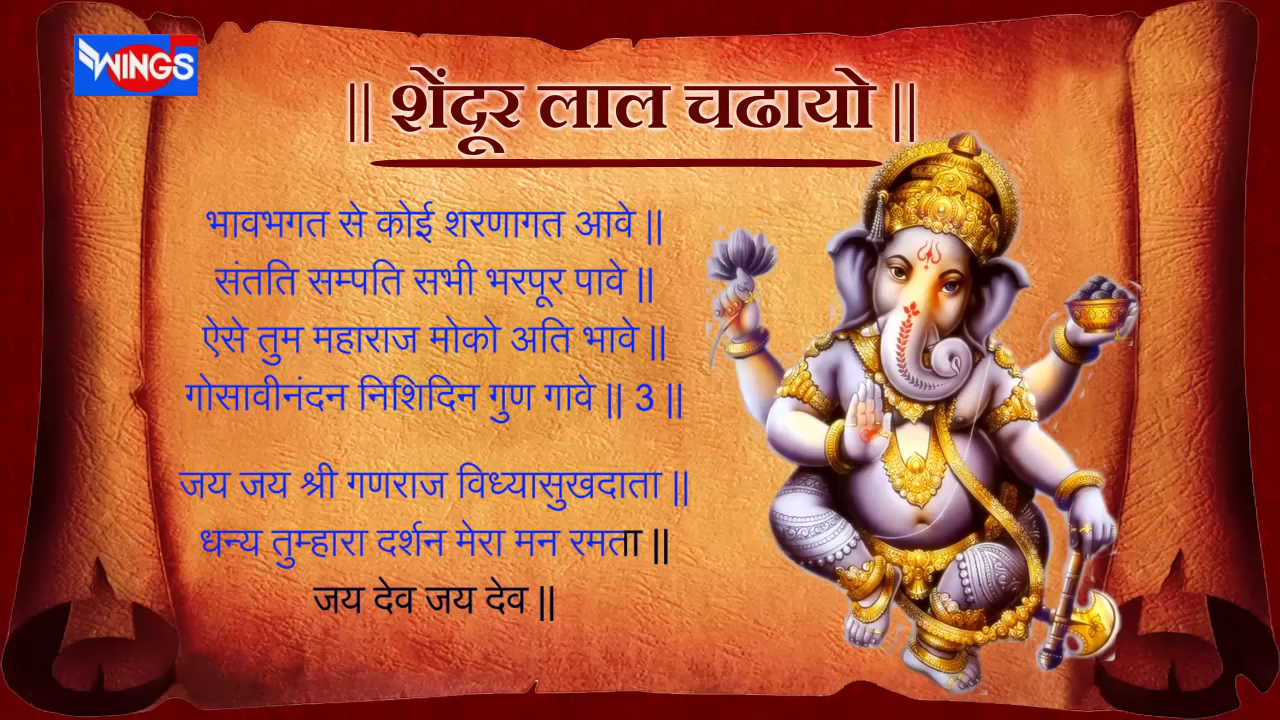 WINGS
|| शेंदूर लाल चढायो ||
भावभगत से कोई शरणागत आवे ||
संतति सम्पति सभी भरपूर पावे ||
ऐसे तुम महाराज मोको अति भावे ||
गोसावीनंदन निशिदिन गुण गावे || 3 ||
जय जय श्री गणराज विध्यासुखदाता ||
धन्य तुम्हारा दर्शन मेरा मन रमता ||
जय देव जय देव ||